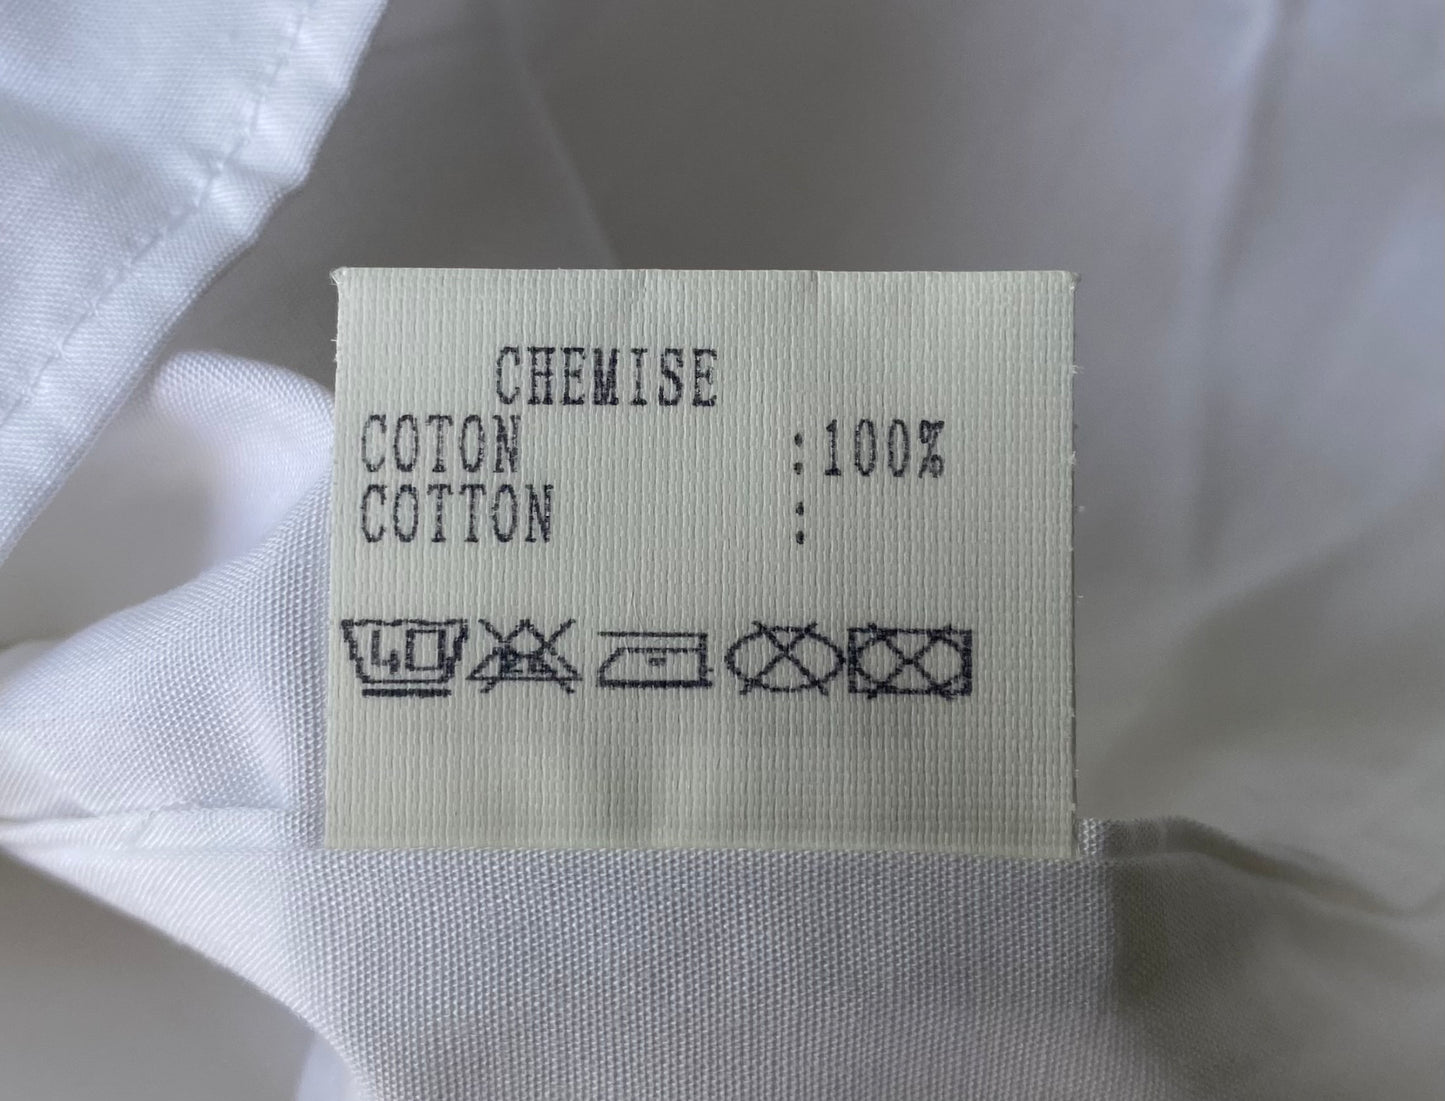 CHEMISE
COTON :100%
COTTON :
40